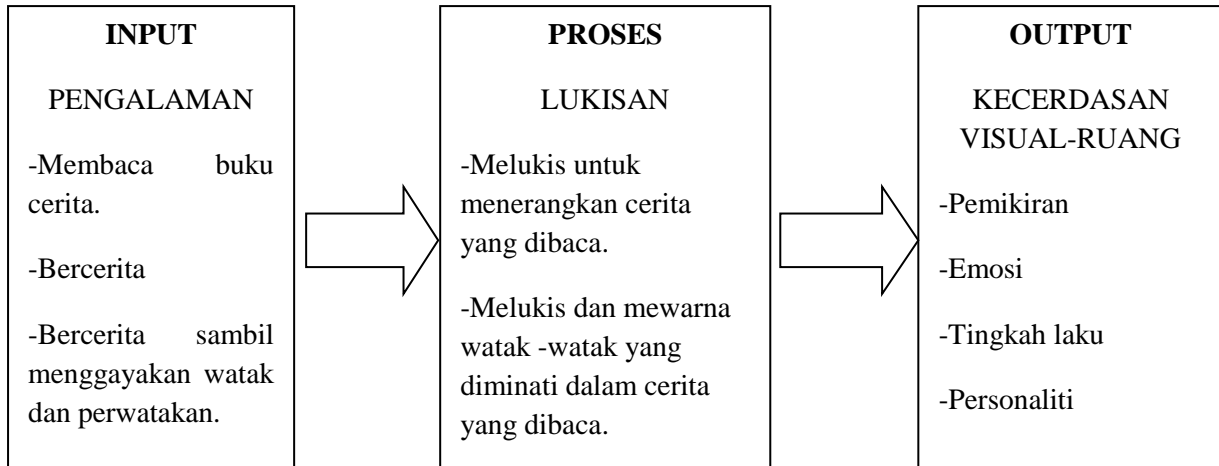 INPUT
PENGALAMAN
-Membaca buku
cerita.
-Bercerita
-Bercerita sambil
menggayakan watak
dan perwatakan.
PROSES
LUKISAN
-Melukis untuk
menerangkan cerita
yang dibaca.
-Melukis dan mewarna
watak -watak yang
diminati dalam cerita
yang dibaca.
OUTPUT
KECERDASAN
VISUAL-RUANG
-Pemikiran
-Emosi
-Tingkah laku
-Personaliti